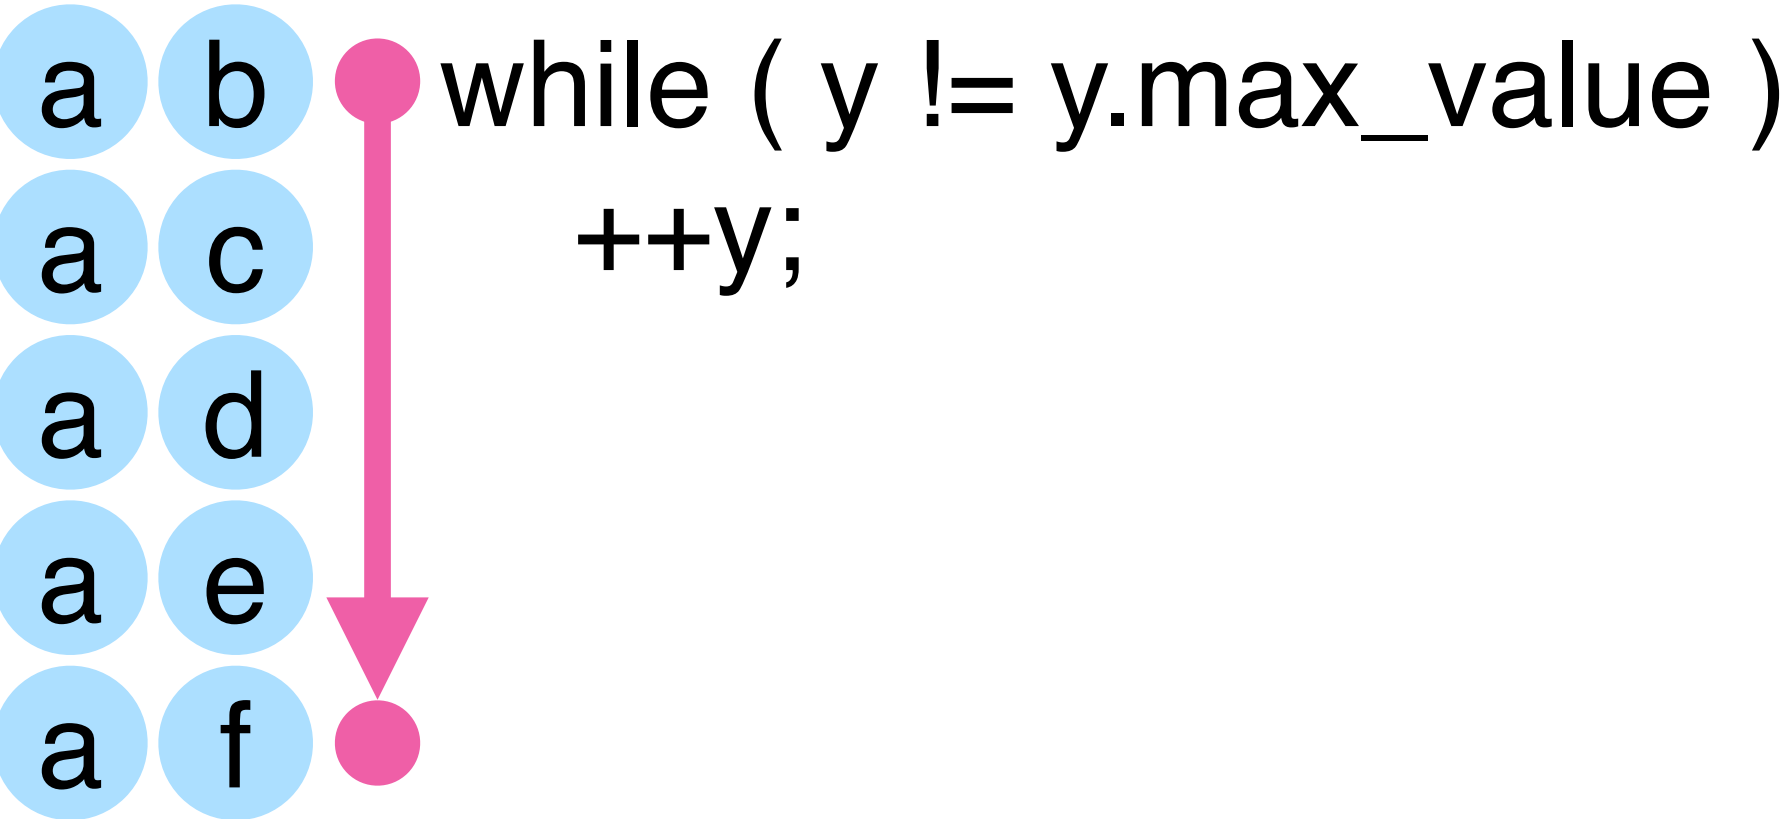 a b while ( y != y.max_value )
a c ++y;
a d
a e
a f